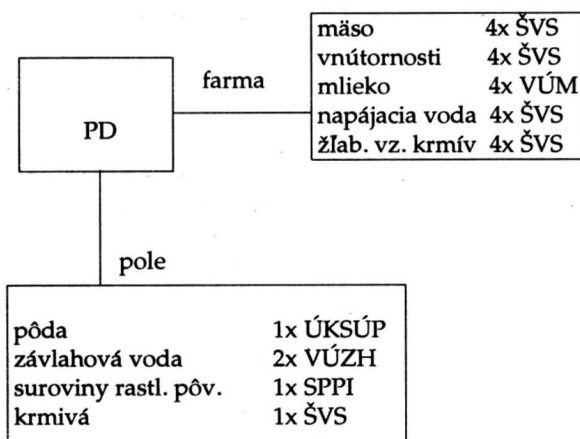 mäso 4x ŠVS
vnútornosti 4x ŠVS
mlieko 4x VÚM
napájacia voda 4x ŠVS
žľab. vz. krmív 4x ŠVS
farma
PD
pole
pôda 1x ÚKSÚP
závlahová voda 2x VÚZH
suroviny rastl. pôv. 1x SPPI
krmivá 1x ŠVS